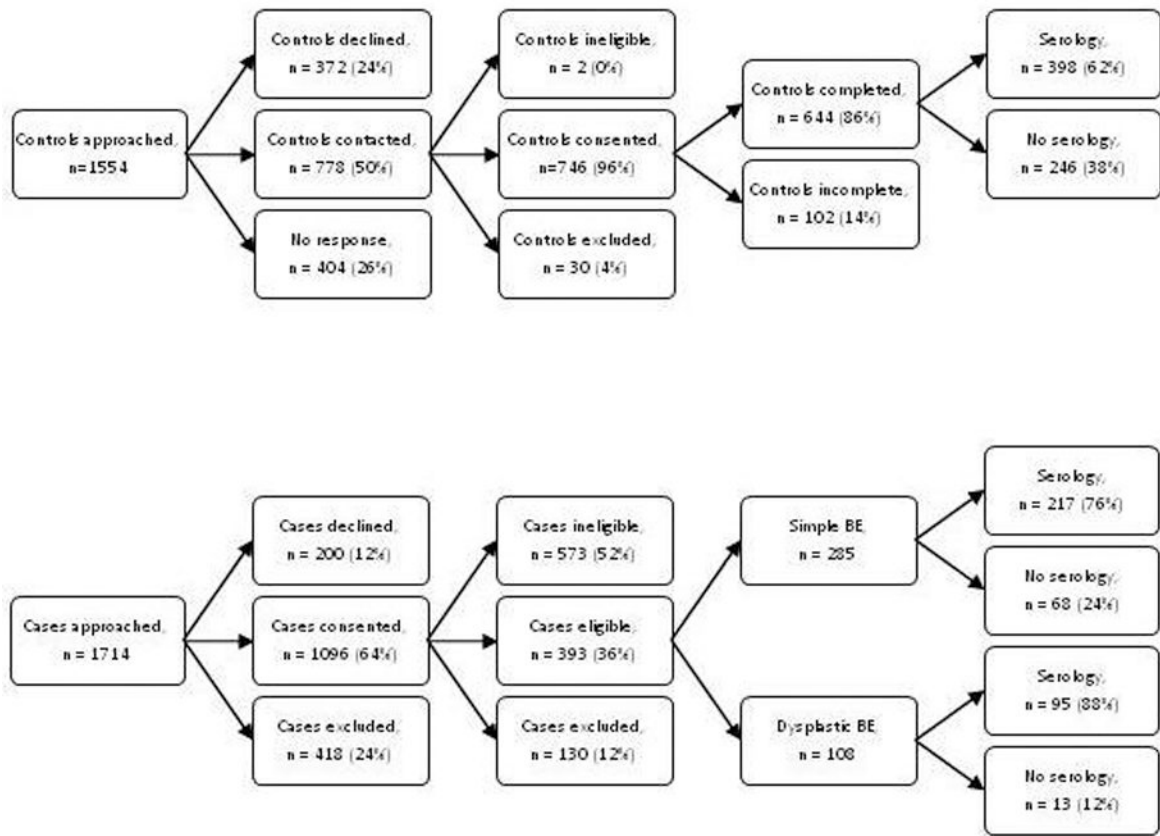 Controls approached,
n=1554
Controls declined,
n = 372 (24%)
Controls contacted,
n = 778 (50%)
No response,
n = 404 (26%)
Controls ineligible,
n = 2 (0%)
Controls consented,
n=746 (96%)
Controls excluded,
n = 30 (4%)
Controls completed,
n = 644 (86%)
Controls incomplete,
n = 102 (14%)
Serology,
n = 398 (62%)
No serology,
n = 246 (38%)
Cases approached,
n = 1714
Cases declined,
n = 200 (12%)
Cases consented,
n = 1096 (64%)
Cases excluded,
n = 418 (24%)
Cases ineligible,
n = 573 (52%)
Cases eligible,
n = 393 (36%)
Cases excluded,
n = 130 (12%)
Simple BE,
n = 285
Dysplastic BE,
n = 108
Serology,
n = 217 (76%)
No serology,
n = 68 (24%)
Serology,
n = 95 (88%)
No serology,
n = 13 (12%)